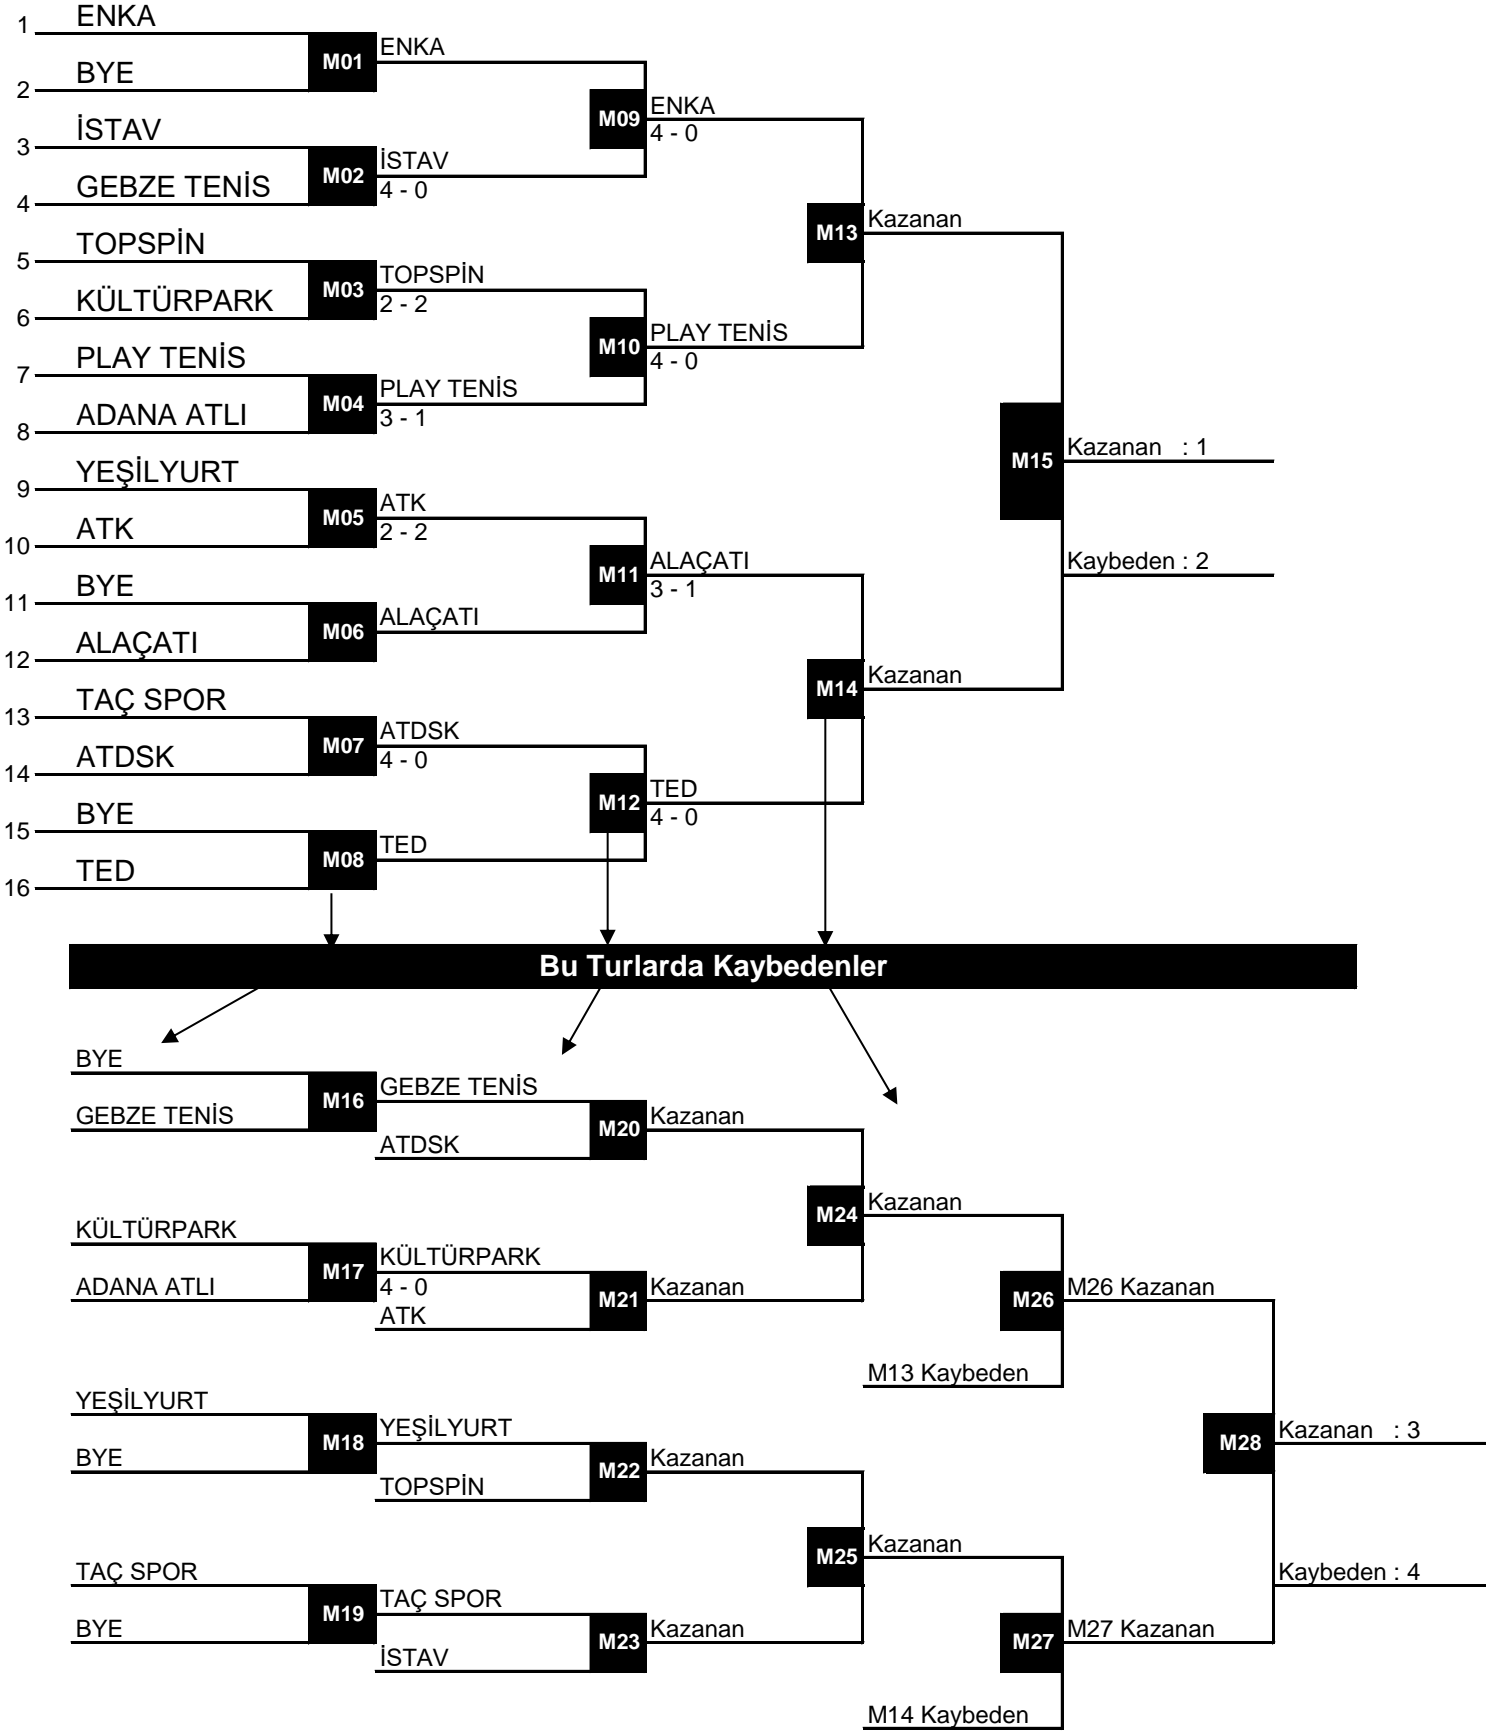 1 ENKA
M01 ENKA
2 BYE
M09 ENKA
4 - 0
3 İSTAV
M02 İSTAV
4 - 0
4 GEBZE TENİS
M13 Kazanan
5 TOPSPİN
M03 TOPSPİN
2 - 2
6 KÜLTÜRPARK
M10 PLAY TENİS
4 - 0
7 PLAY TENİS
M04 PLAY TENİS
3 - 1
8 ADANA ATLI
M15 Kazanan : 1
9 YEŞİLYURT
M05 ATK
2 - 2
10 ATK
M11 ALAÇATI
3 - 1
Kaybeden : 2
11 BYE
M06 ALAÇATI
12 ALAÇATI
M14 Kazanan
13 TAÇ SPOR
M07 ATDSK
4 - 0
14 ATDSK
M12 TED
4 - 0
15 BYE
M08 TED
16 TED
Bu Turlarda Kaybedenler
BYE
M16 GEBZE TENİS
GEBZE TENİS
M20 Kazanan
ATDSK
M24 Kazanan
KÜLTÜRPARK
M17 KÜLTÜRPARK
4 - 0
ADANA ATLI
M21 Kazanan
ATK
M26 M26 Kazanan
M13 Kaybeden
YEŞİLYURT
M18 YEŞİLYURT
BYE
M22 Kazanan
TOPSPİN
M28 Kazanan : 3
M25 Kazanan
TAÇ SPOR
M19 TAÇ SPOR
BYE
M23 Kazanan
İSTAV
Kaybeden : 4
M27 M27 Kazanan
M14 Kaybeden